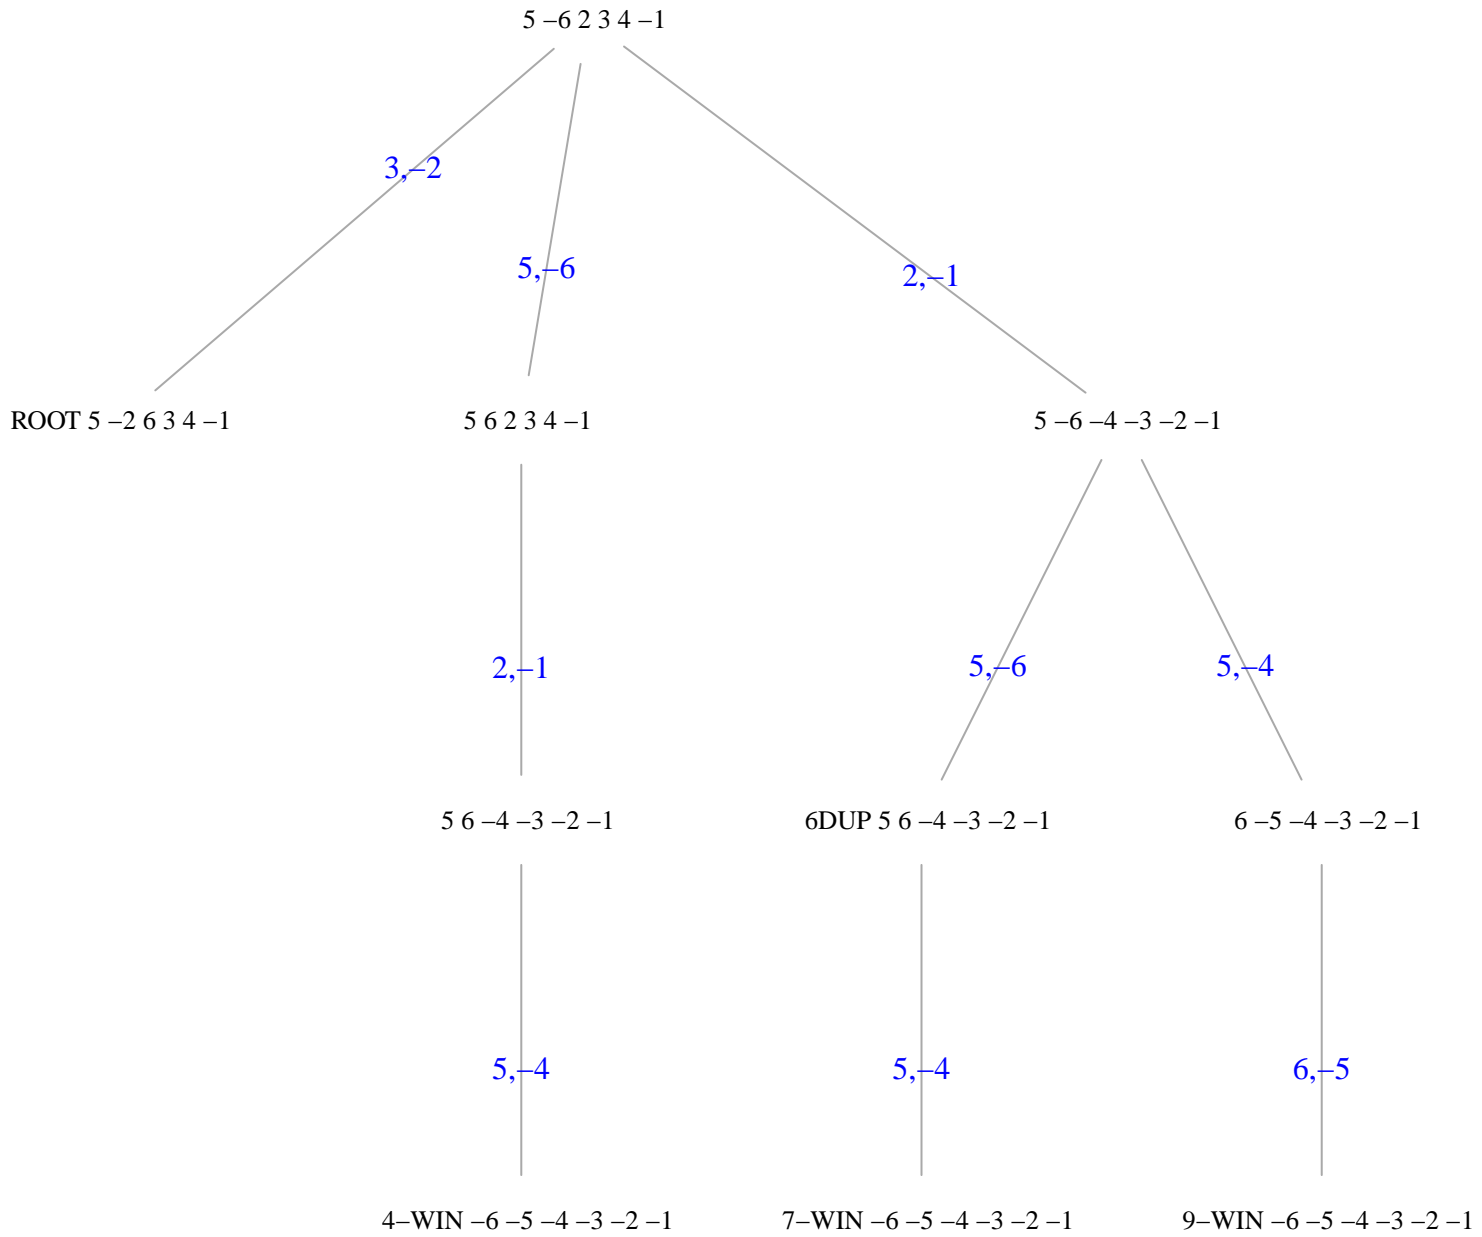 5 –6 2 3 4 –1
3,–2
5,–6
2,–1
ROOT 5 –2 6 3 4 –1
5 6 2 3 4 –1
5 –6 –4 –3 –2 –1
2,–1
5,–6
5,–4
5 6 –4 –3 –2 –1
6DUP 5 6 –4 –3 –2 –1
6 –5 –4 –3 –2 –1
5,–4
5,–4
6,–5
4–WIN –6 –5 –4 –3 –2 –1
7–WIN –6 –5 –4 –3 –2 –1
9–WIN –6 –5 –4 –3 –2 –1